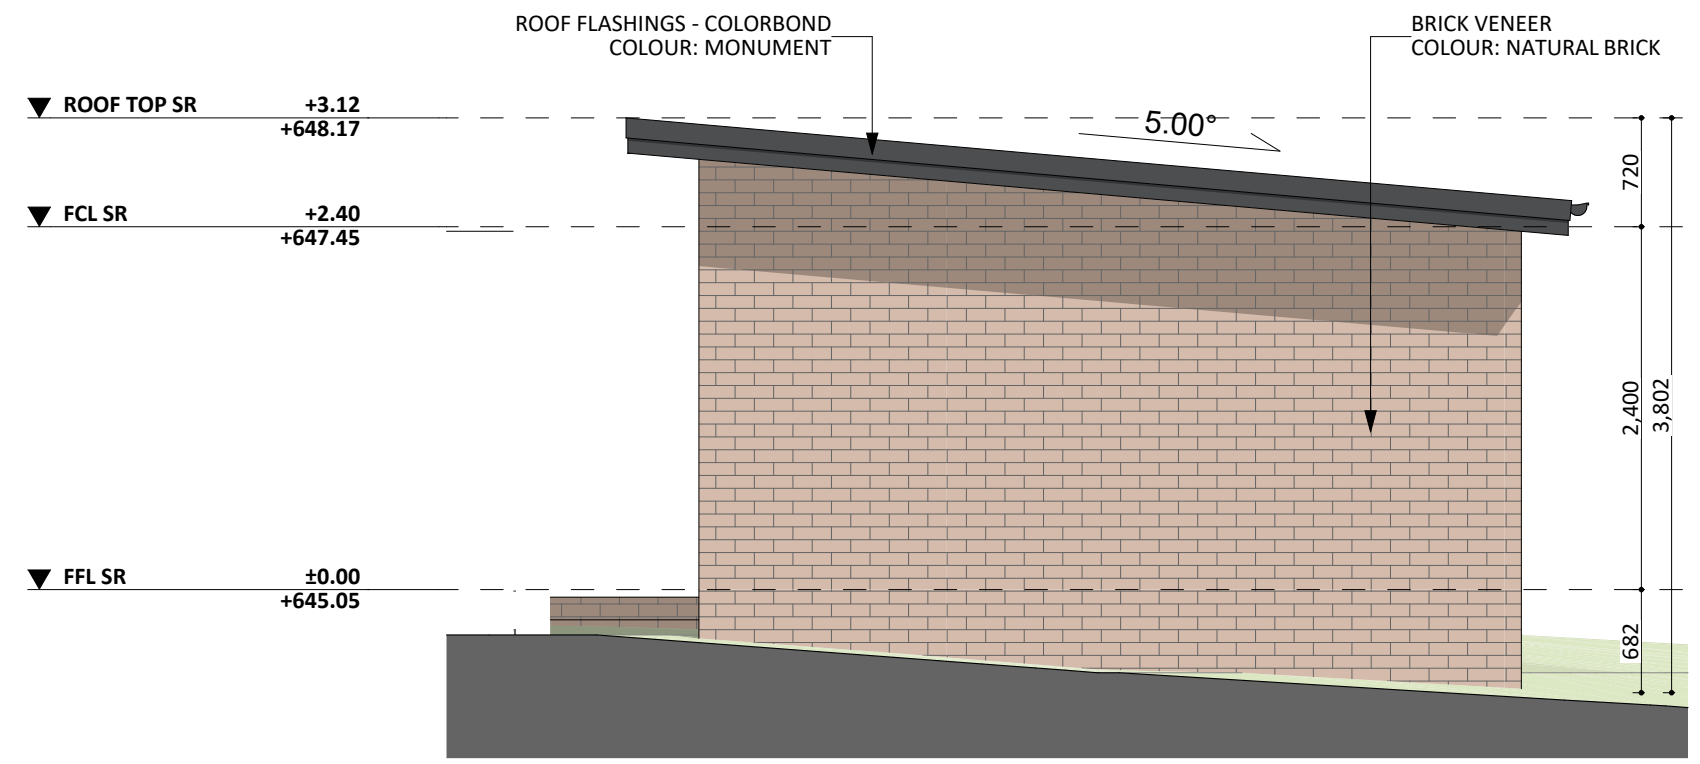 ROOF FLASHINGS - COLORBOND
COLOUR: MONUMENT
BRICK VENEER
COLOUR: NATURAL BRICK
ROOF TOP SR +3.12
+648.17
5.00°
720
FCL SR +2.40
+647.45
2,400
3,802
FFL SR ±0.00
+645.05
682